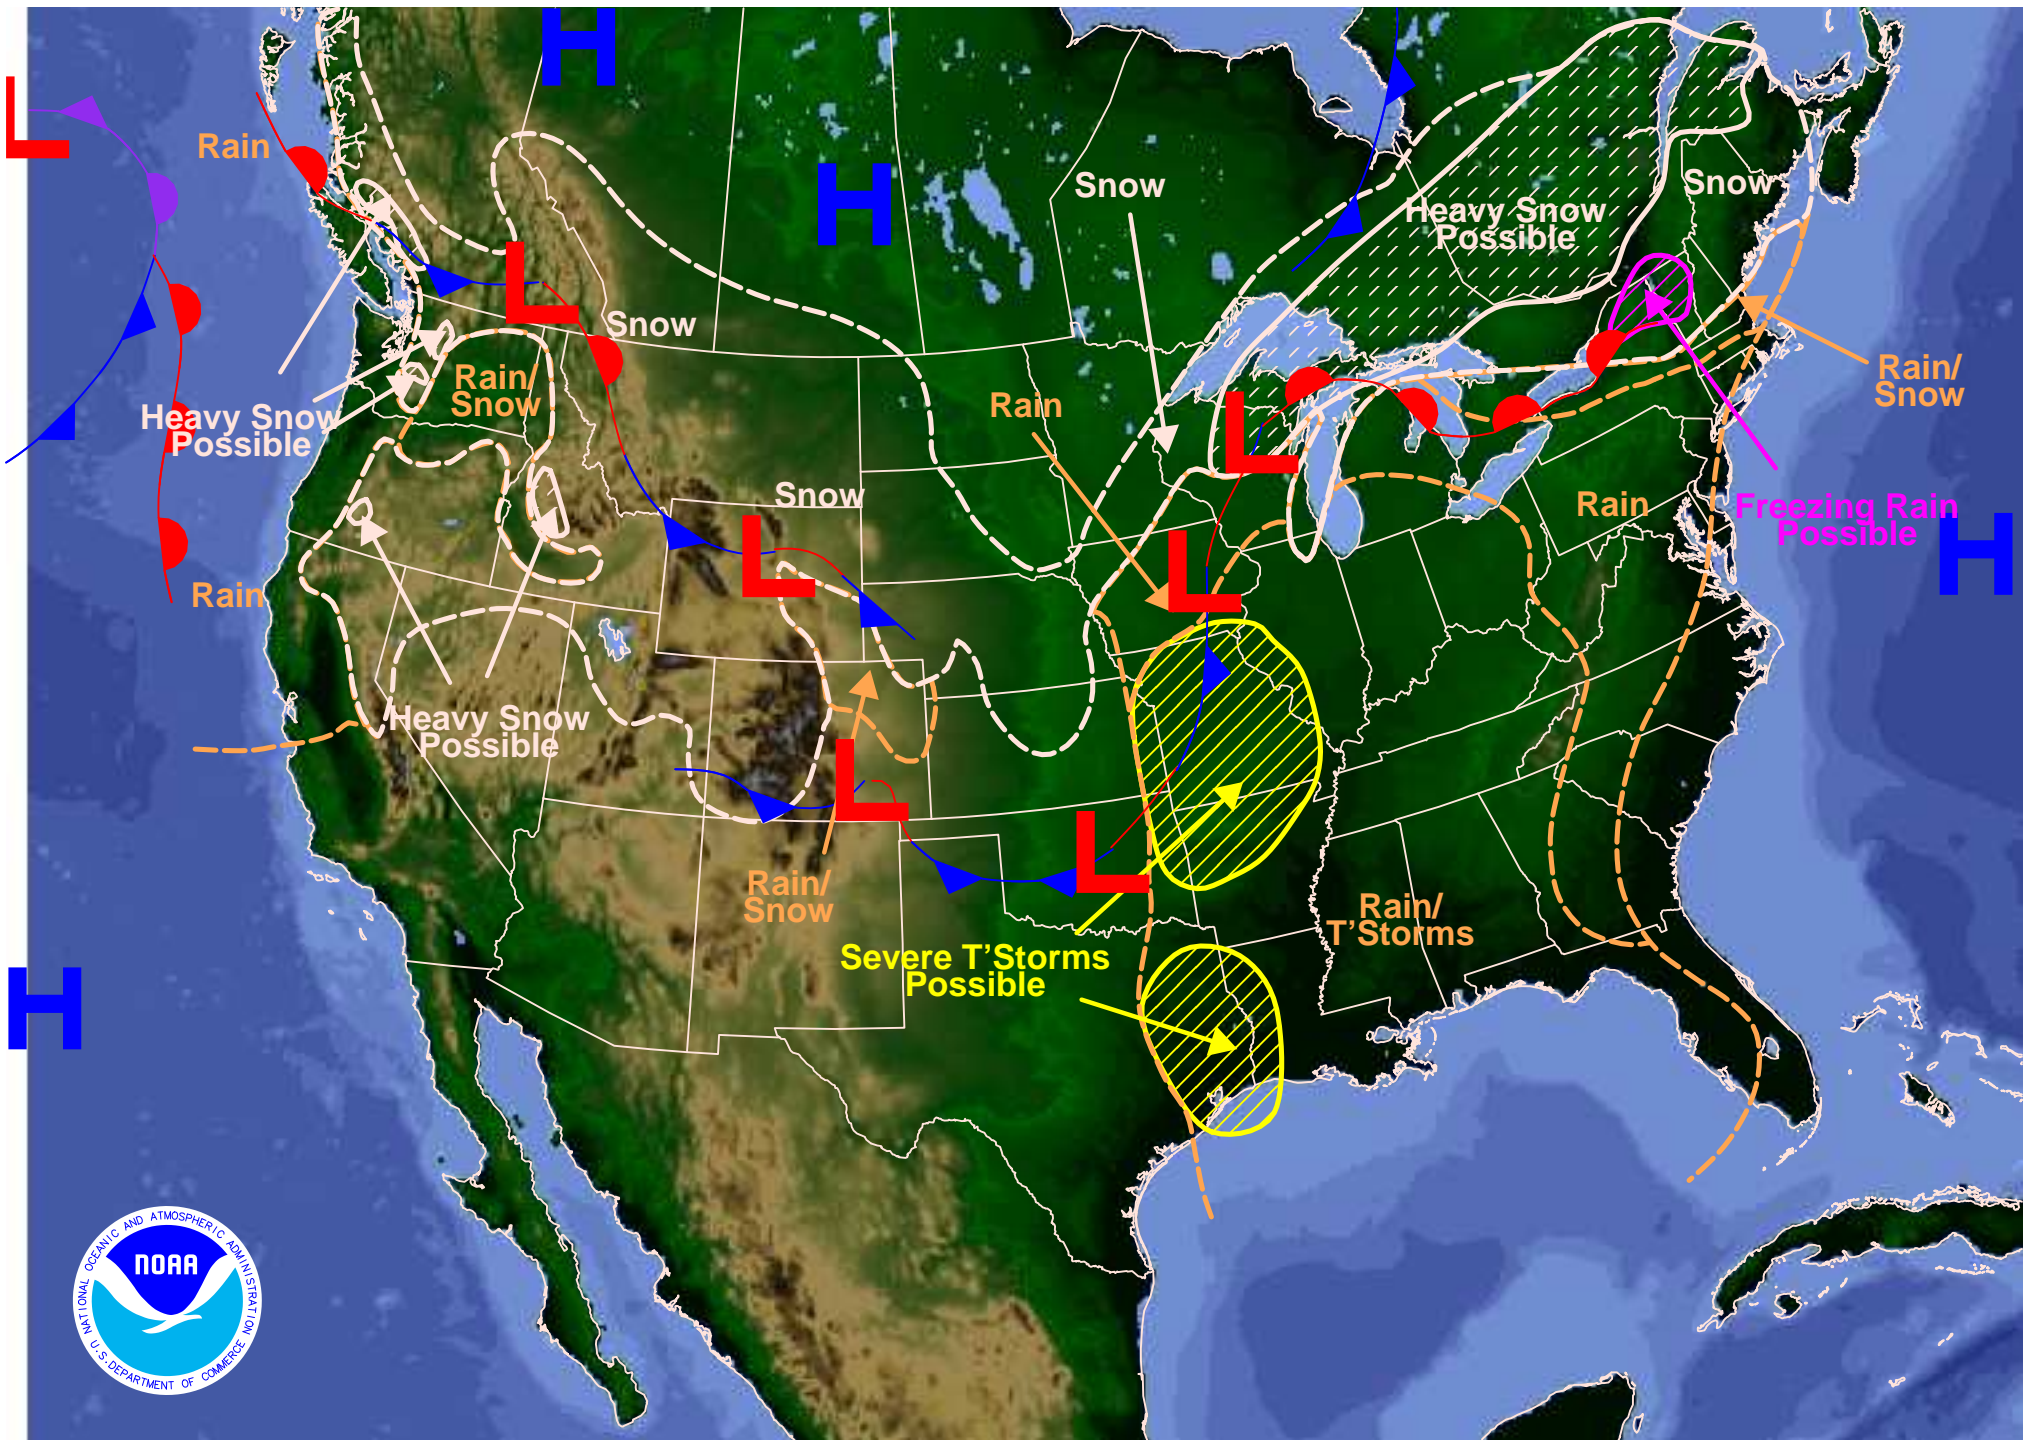 H
L
Rain
H
Snow
Snow
Heavy Snow
Possible
L
Snow
Rain/
Snow
Rain/
Snow
Heavy Snow
Possible
Rain
L
Snow
Rain
Freezing Rain
Possible
H
L
L
Rain
Heavy Snow
Possible
L
Rain/
Snow
L
Rain/
T'Storms
Severe T'Storms
Possible
H
NATIONAL OCEANIC AND ATMOSPHERIC ADMINISTRATION
NOAA
U.S. DEPARTMENT OF COMMERCE